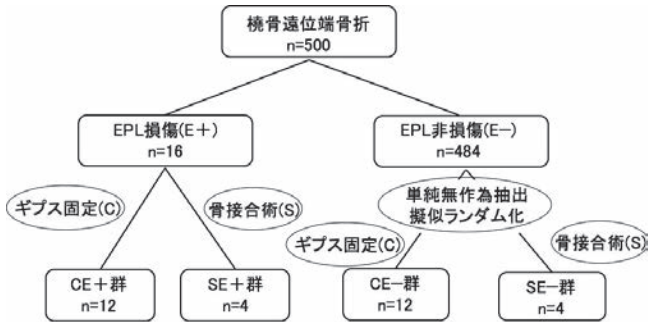 橈骨遠位端骨折
n=500
EPL損傷(E+)
n=16
EPL非損傷(E-)
n=484
ギプス固定(C)
骨接合術(S)
単純無作為抽出
擬似ランダム化
ギプス固定(C)
骨接合術(S)
CE+群
n=12
SE+群
n=4
CE-群
n=12
SE-群
n=4